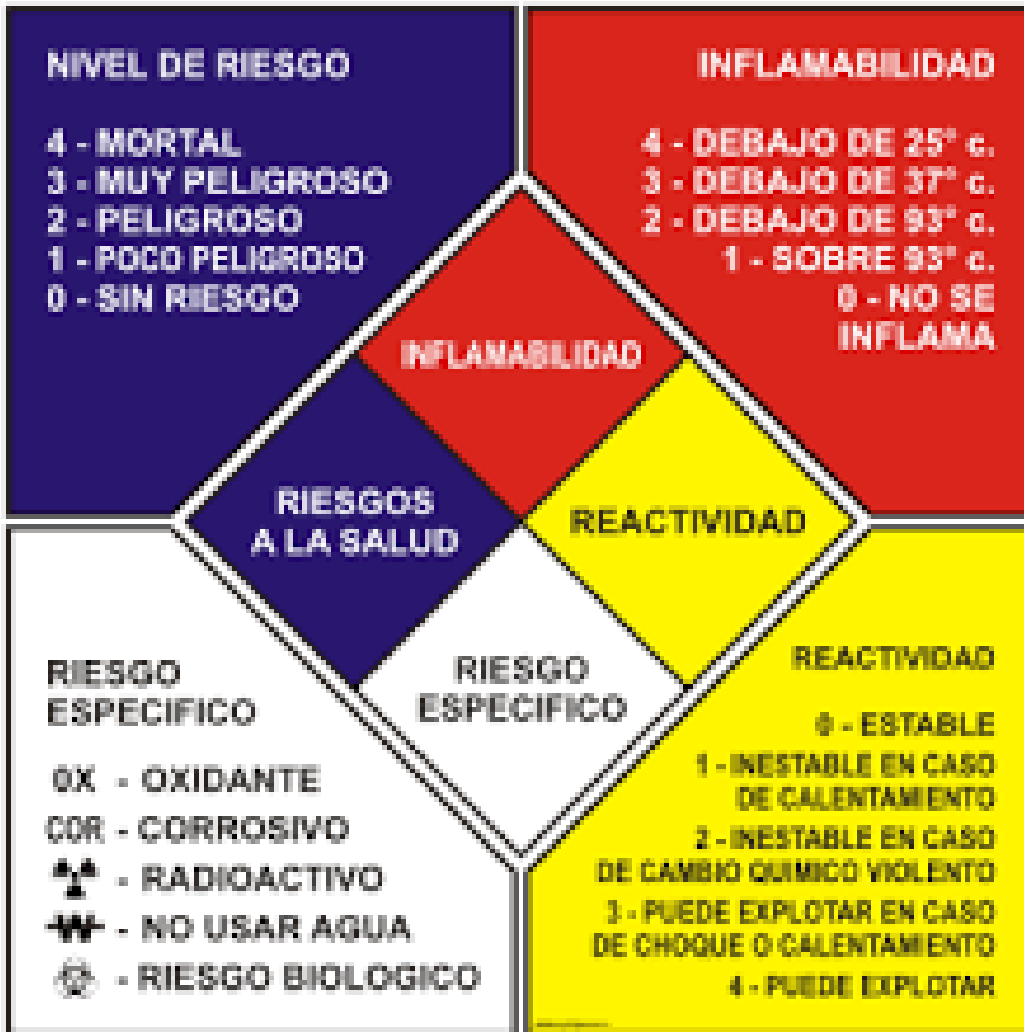 NIVEL DE RIESGO
4 - MORTAL
3 - MUY PELIGROSO
2 - PELIGROSO
1 - POCO PELIGROSO
0 - SIN RIESGO
INFLAMABILIDAD
4 - DEBAJO DE 25° c.
3 - DEBAJO DE 37° c.
2 - DEBAJO DE 93° c.
1 - SOBRE 93° c.
0 - NO SE
INFLAMA
INFLAMABILIDAD
RIESGOS
A LA SALUD
REACTIVIDAD
RIESGO
ESPECIFICO
RIESGO
ESPECIFICO
OX - OXIDANTE
COR - CORROSIVO
- RADIOACTIVO
W - NO USAR AGUA
- RIESGO BIOLOGICO
REACTIVIDAD
0 - ESTABLE
1 - INESTABLE EN CASO
DE CALENTAMIENTO
2 - INESTABLE EN CASO
DE CAMBIO QUIMICO VIOLENTO
3 - PUEDE EXPLOTAR EN CASO
DE CHOQUE O CALENTAMIENTO
4 - PUEDE EXPLOTAR